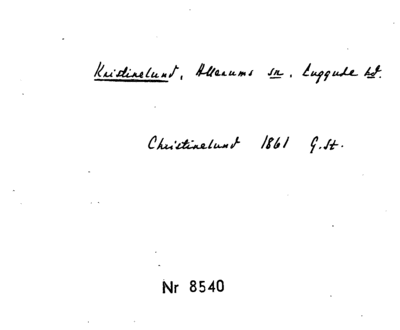 Kristinelund, Allerums sn, Luggude hd.
Christinelund 1861 G.st.
Nr 8540